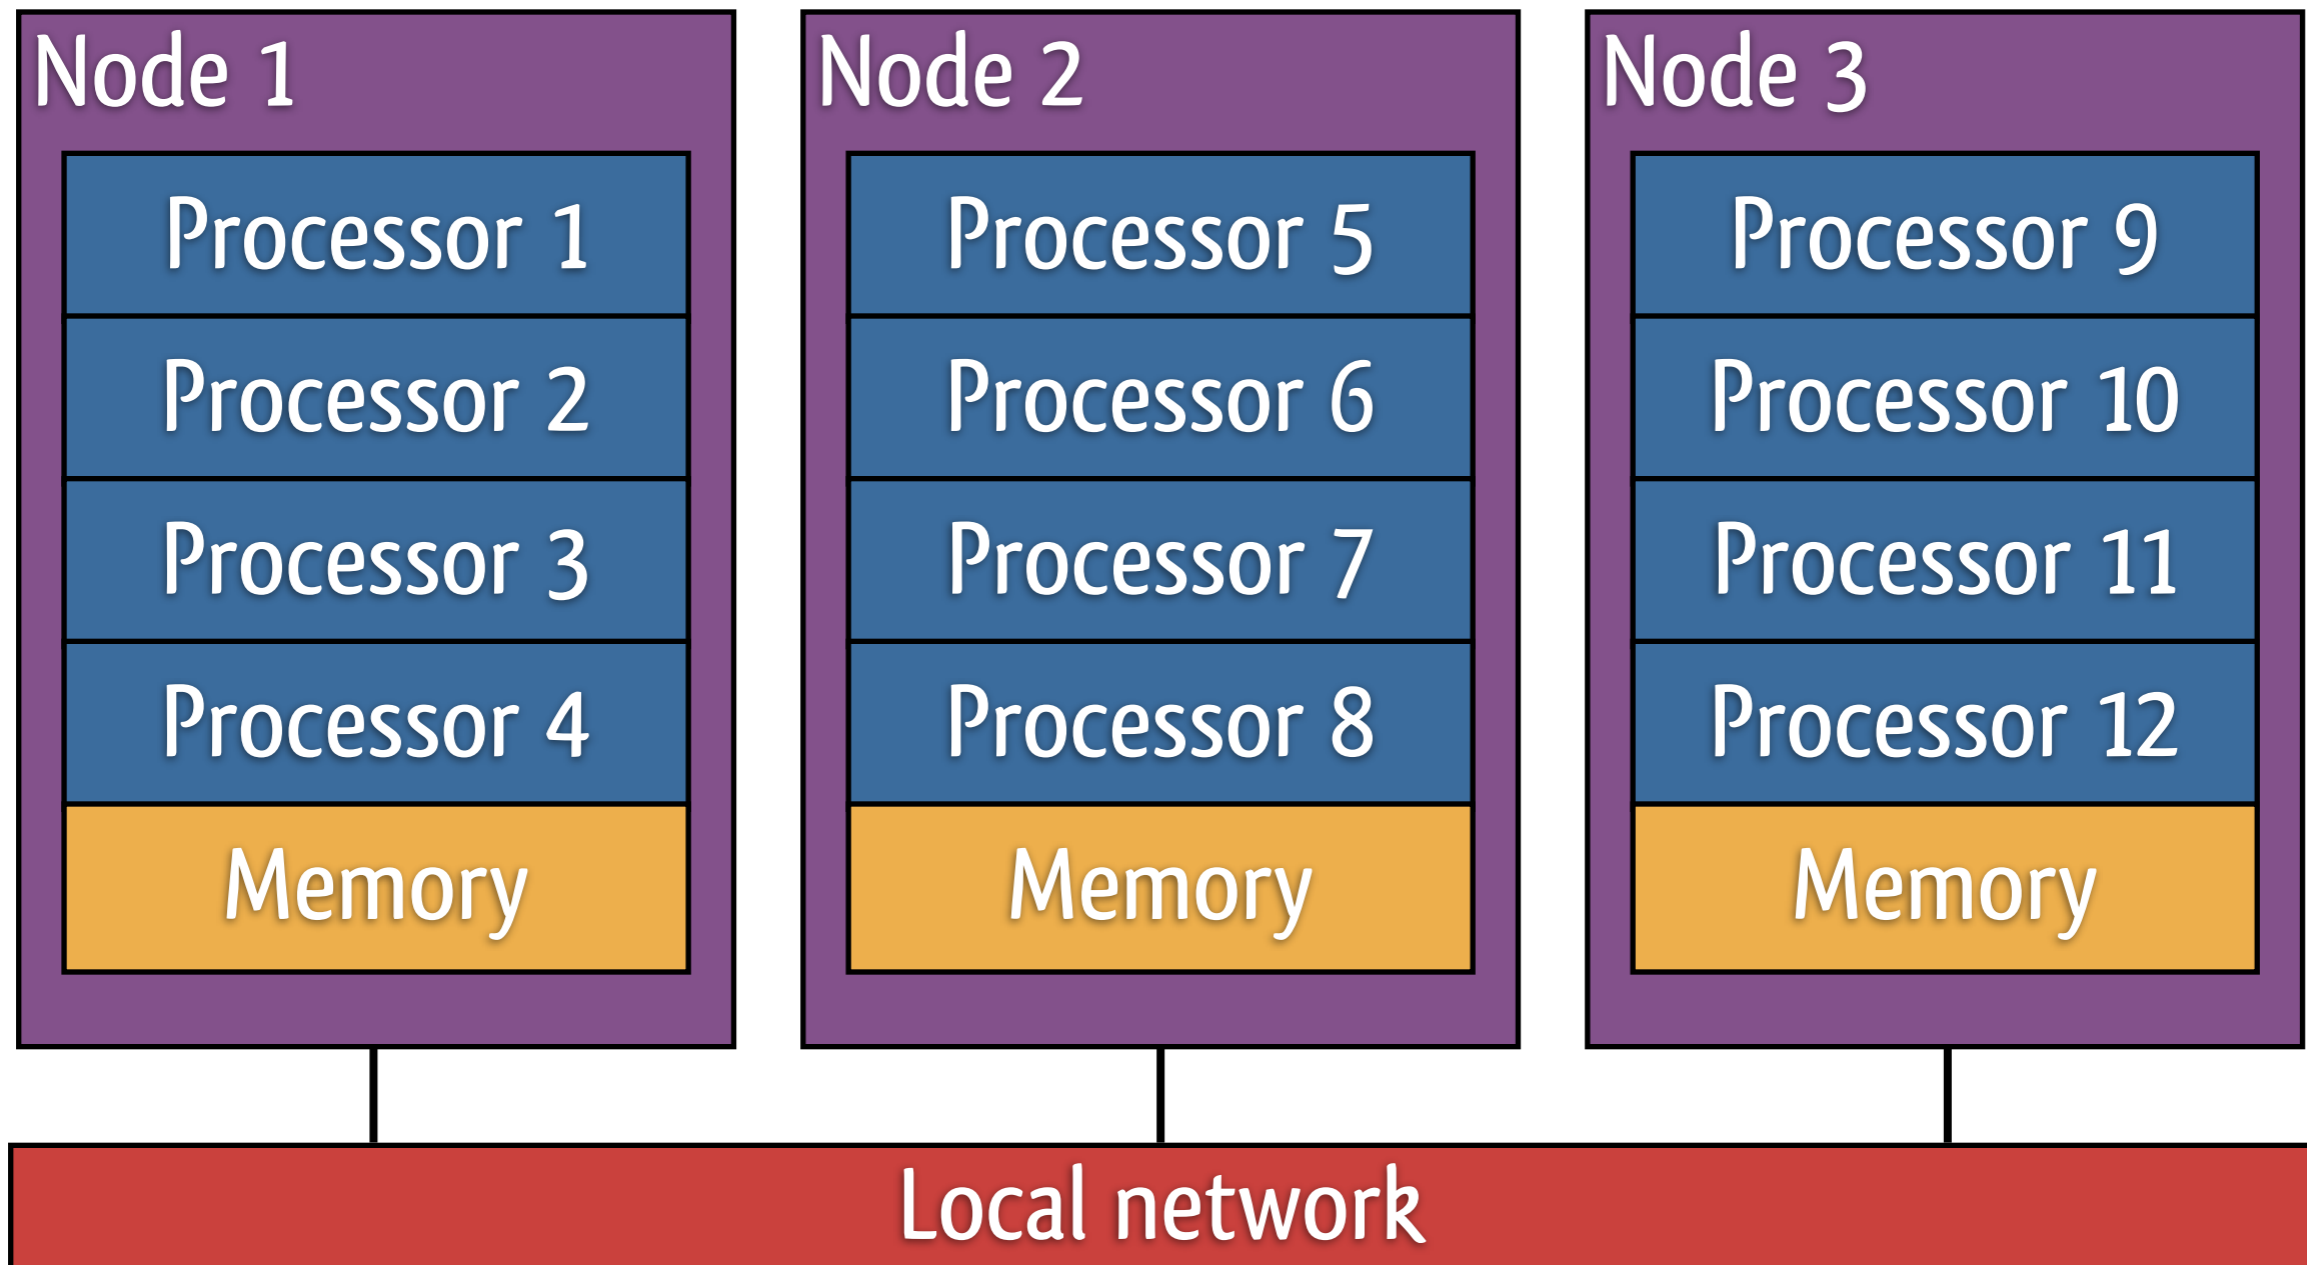 Node 1
Processor 1
Processor 2
Processor 3
Processor 4
Memory
Node 2
Processor 5
Processor 6
Processor 7
Processor 8
Memory
Node 3
Processor 9
Processor 10
Processor 11
Processor 12
Memory
Local network